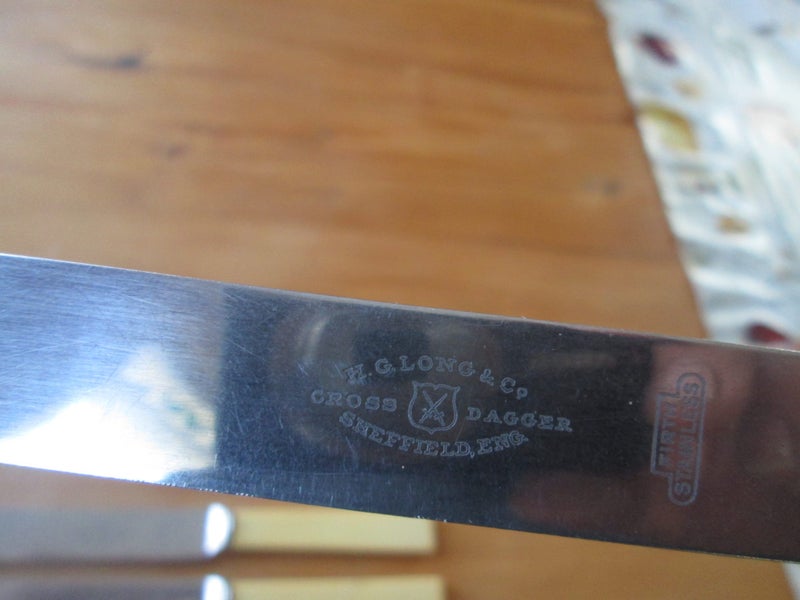 H. G. LONG & Co
CROSS DAGGER
SHEFFIELD, ENG
FIRTH
STAINLESS